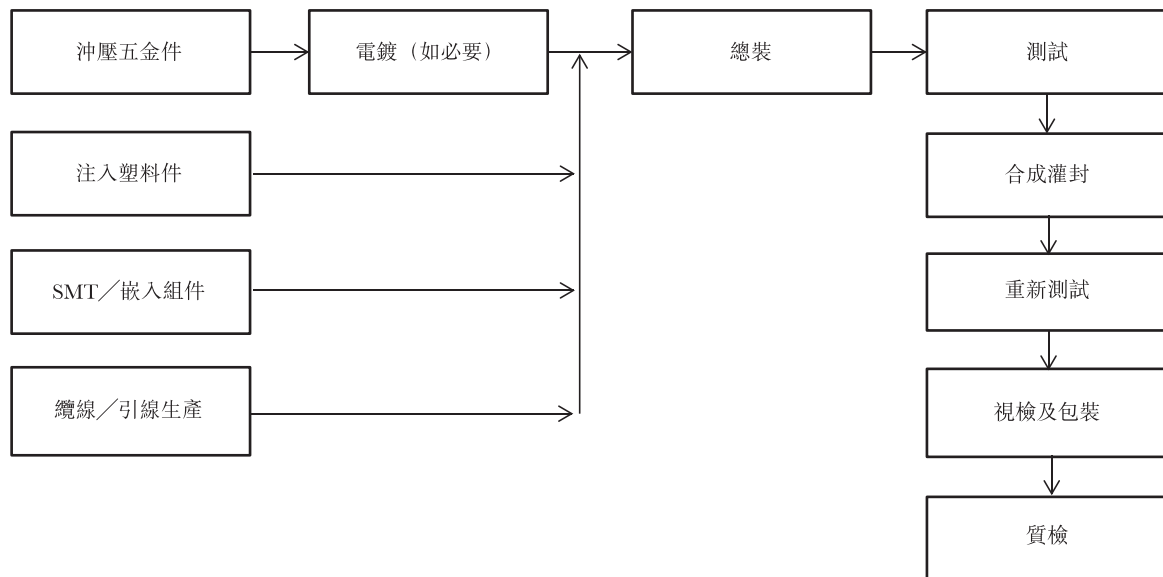 沖壓五金件
電鍍（如必要）
總裝
測試
注入塑料件
合成灌封
SMT／嵌入組件
重新測試
纜線／引線生產
視檢及包裝
質檢